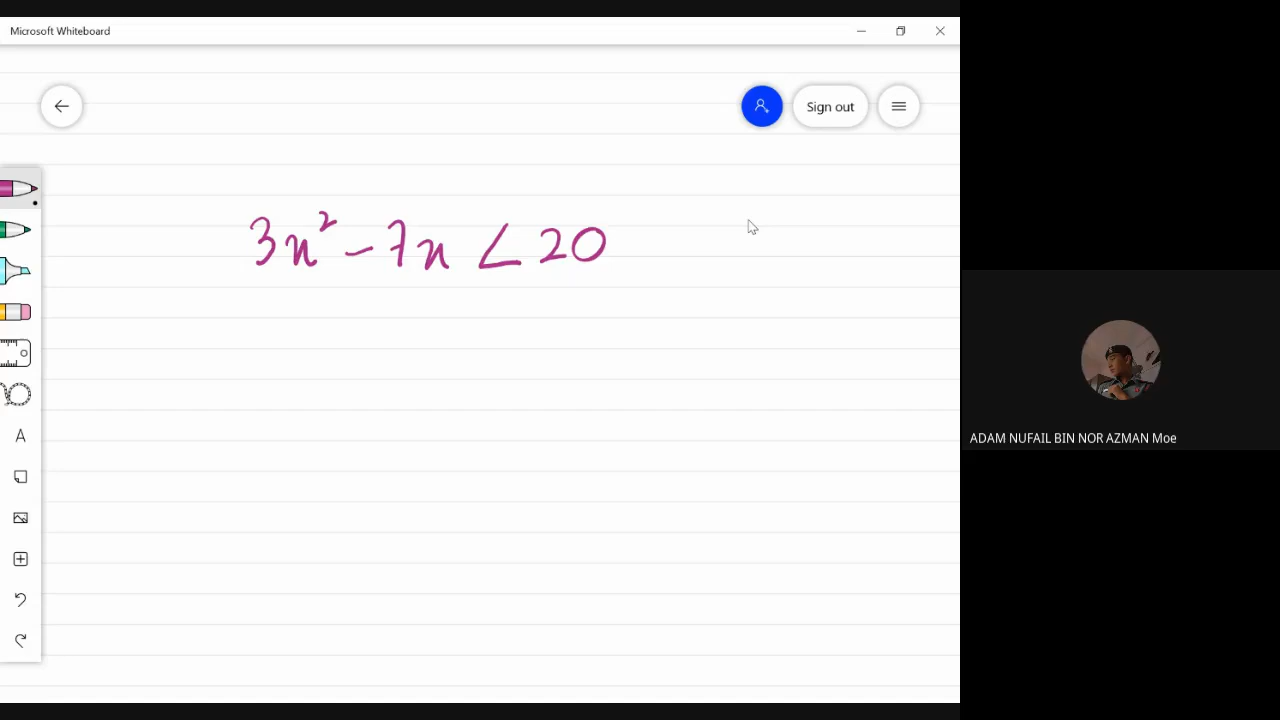 Microsoft Whiteboard
Sign out
3x² - 7x < 20
A
ADAM NUFAIL BIN NOR AZMAN Moe